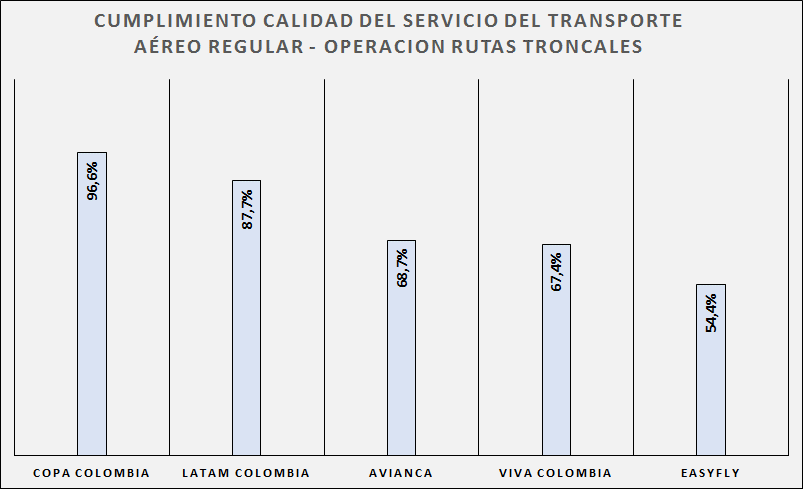 CUMPLIMIENTO CALIDAD DEL SERVICIO DEL TRANSPORTE
AÉREO REGULAR - OPERACION RUTAS TRONCALES
96,6%
87,7%
68,7%
67,4%
54,4%
COPA COLOMBIA
LATAM COLOMBIA
AVIANCA
VIVA COLOMBIA
EASYFLY